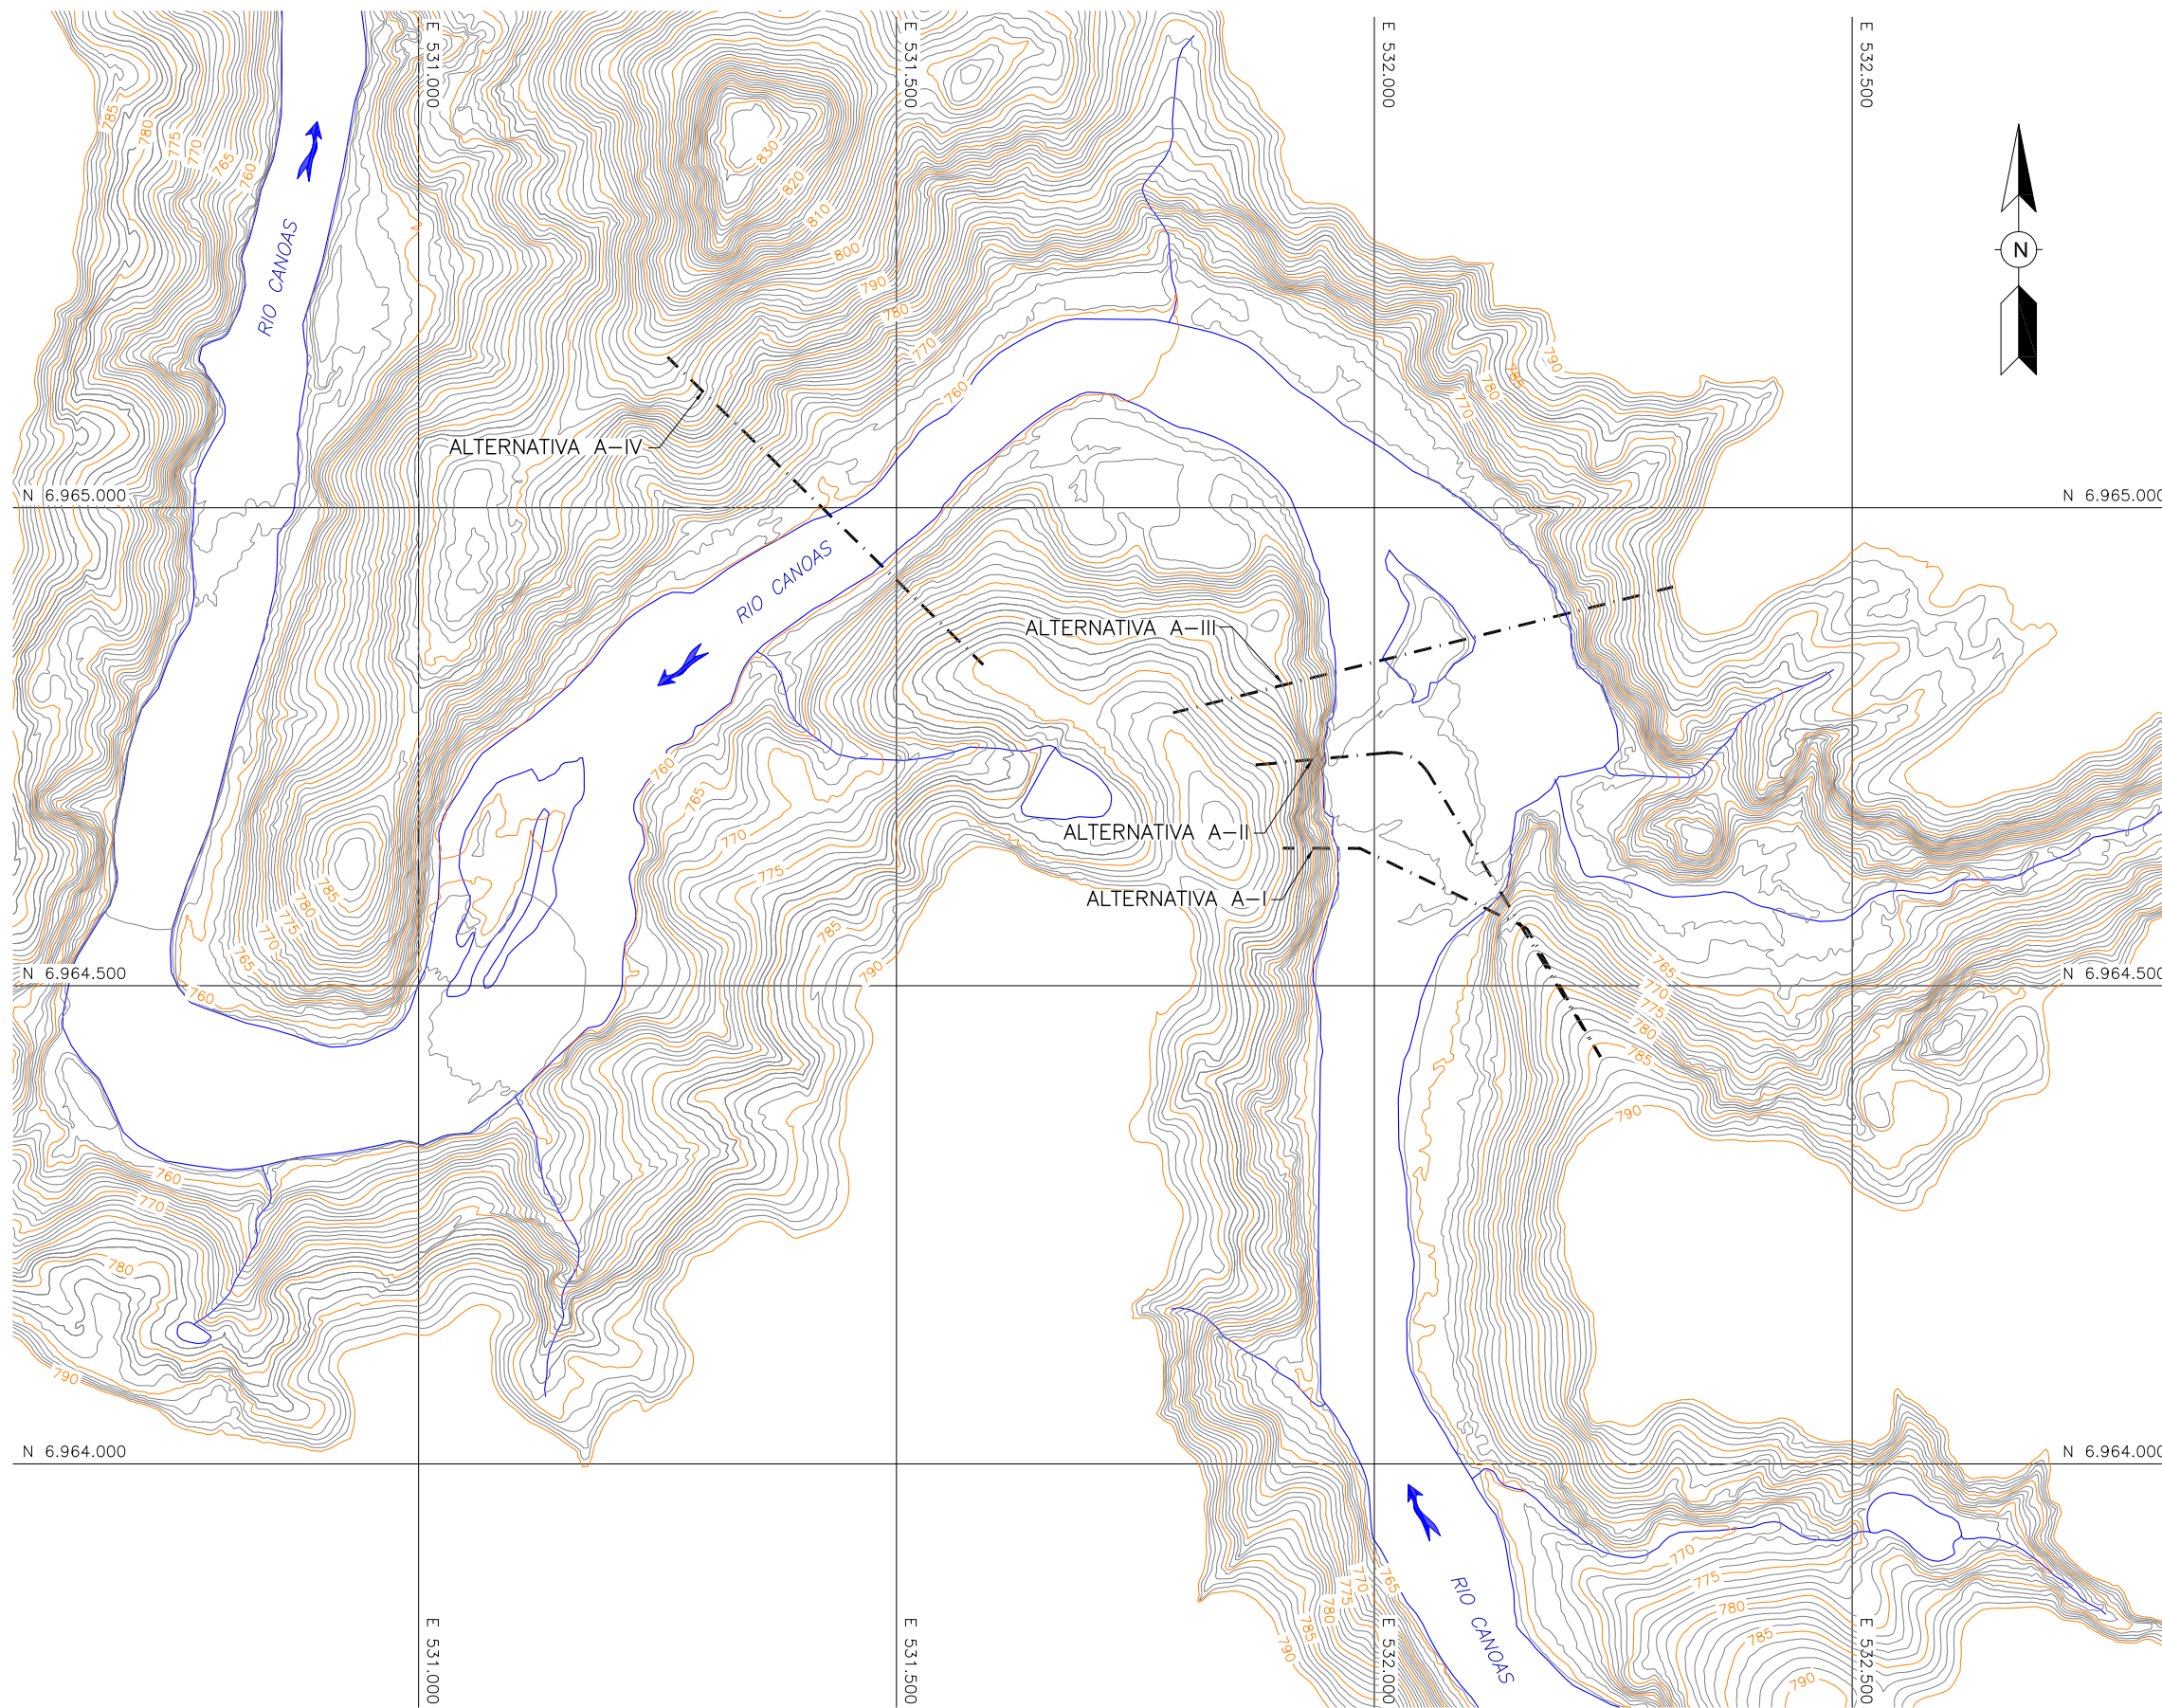 E 531.000
E 531.500
E 532.000
E 532.500
785
780
775
770
765
760
830
820
810
800
790
780
770
760
790
785
780
770
N
RIO CANOAS
ALTERNATIVA A-IV
N 6.965.000
N 6.965.000
RIO CANOAS
ALTERNATIVA A-III
760
765
770
775
785
790
ALTERNATIVA A-II
ALTERNATIVA A-I
785
780
775
770
765
760
N 6.964.500
N 6.964.500
765
770
775
780
785
790
760
770
780
790
N 6.964.000
N 6.964.000
RIO CANOAS
765
770
775
780
785
790
770
775
780
785
790
E 531.000
E 531.500
E 532.000
E 532.500